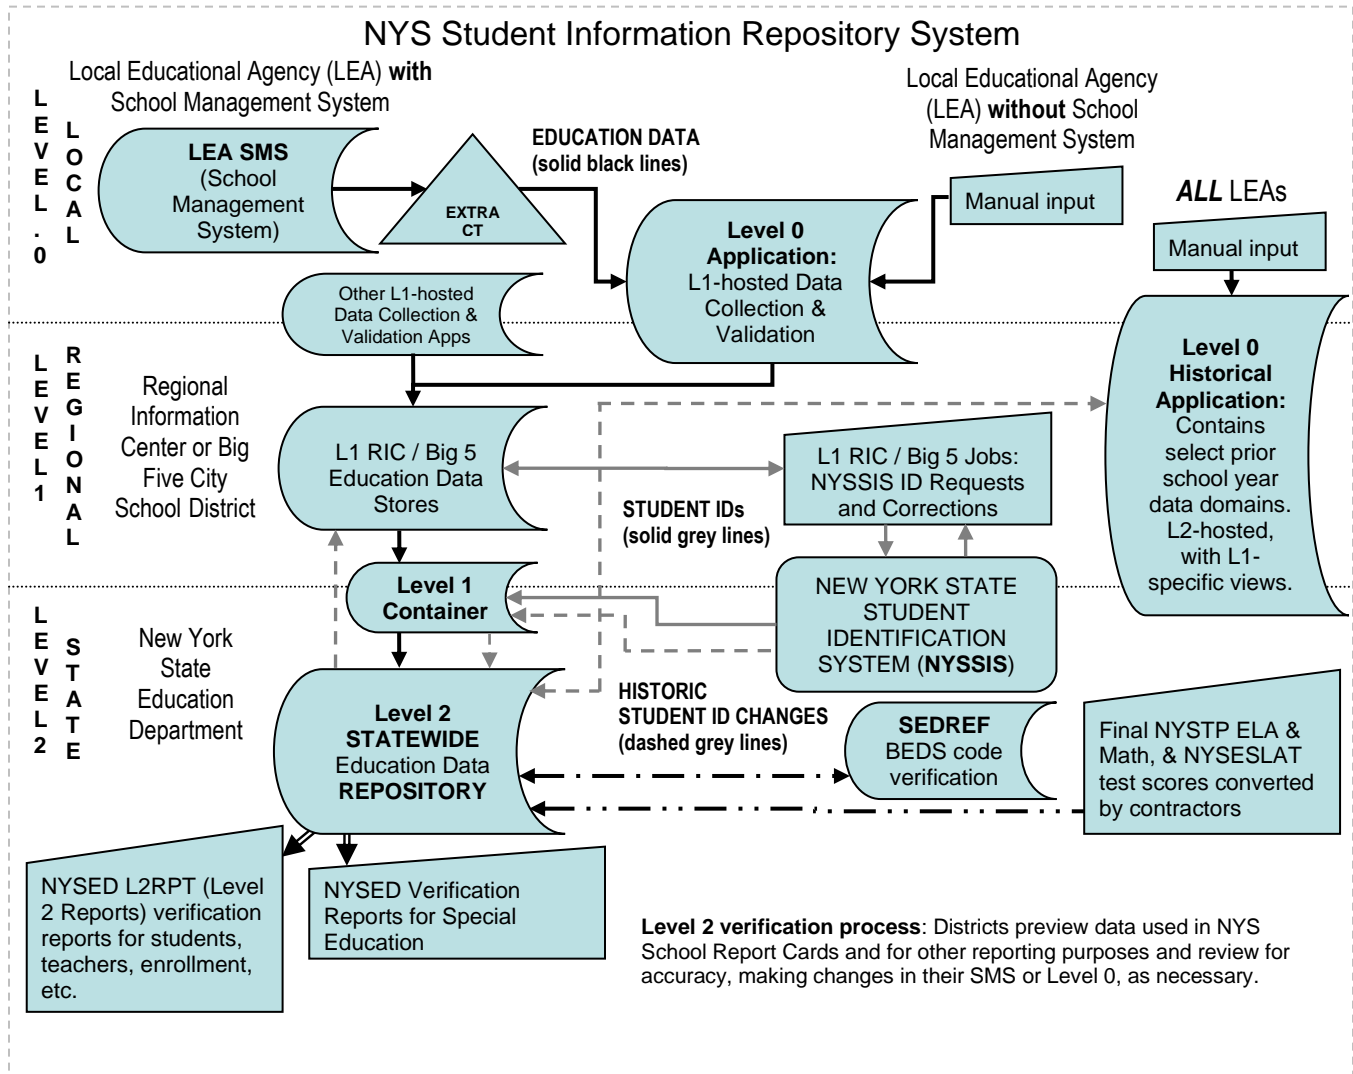 NYS Student Information Repository System
Local Educational Agency (LEA) with
School Management System
Local Educational Agency
(LEA) without School
Management System
LEVEL.0
LOCAL
LEA SMS
(School
Management
System)
EXTRA
CT
EDUCATION DATA
(solid black lines)
Level 0
Application:
L1-hosted Data
Collection &
Validation
Manual input
ALL LEAs
Manual input
Other L1-hosted
Data Collection &
Validation Apps
LEVEL1
REGIONAL
Regional
Information
Center or Big
Five City
School District
L1 RIC / Big 5
Education Data
Stores
STUDENT IDs
(solid grey lines)
L1 RIC / Big 5 Jobs:
NYSSIS ID Requests
and Corrections
Level 0
Historical
Application:
Contains
select prior
school year
data domains.
L2-hosted,
with L1-
specific views.
Level 1
Container
NEW YORK STATE
STUDENT
IDENTIFICATION
SYSTEM (NYSSIS)
LEVEL2
STATE
New York
State
Education
Department
Level 2
STATEWIDE
Education Data
REPOSITORY
HISTORIC
STUDENT ID CHANGES
(dashed grey lines)
SEDREF
BEDS code
verification
Final NYSTP ELA &
Math, & NYSESLAT
test scores converted
by contractors
NYSED L2RPT (Level
2 Reports) verification
reports for students,
teachers, enrollment,
etc.
NYSED Verification
Reports for Special
Education
Level 2 verification process: Districts preview data used in NYS
School Report Cards and for other reporting purposes and review for
accuracy, making changes in their SMS or Level 0, as necessary.